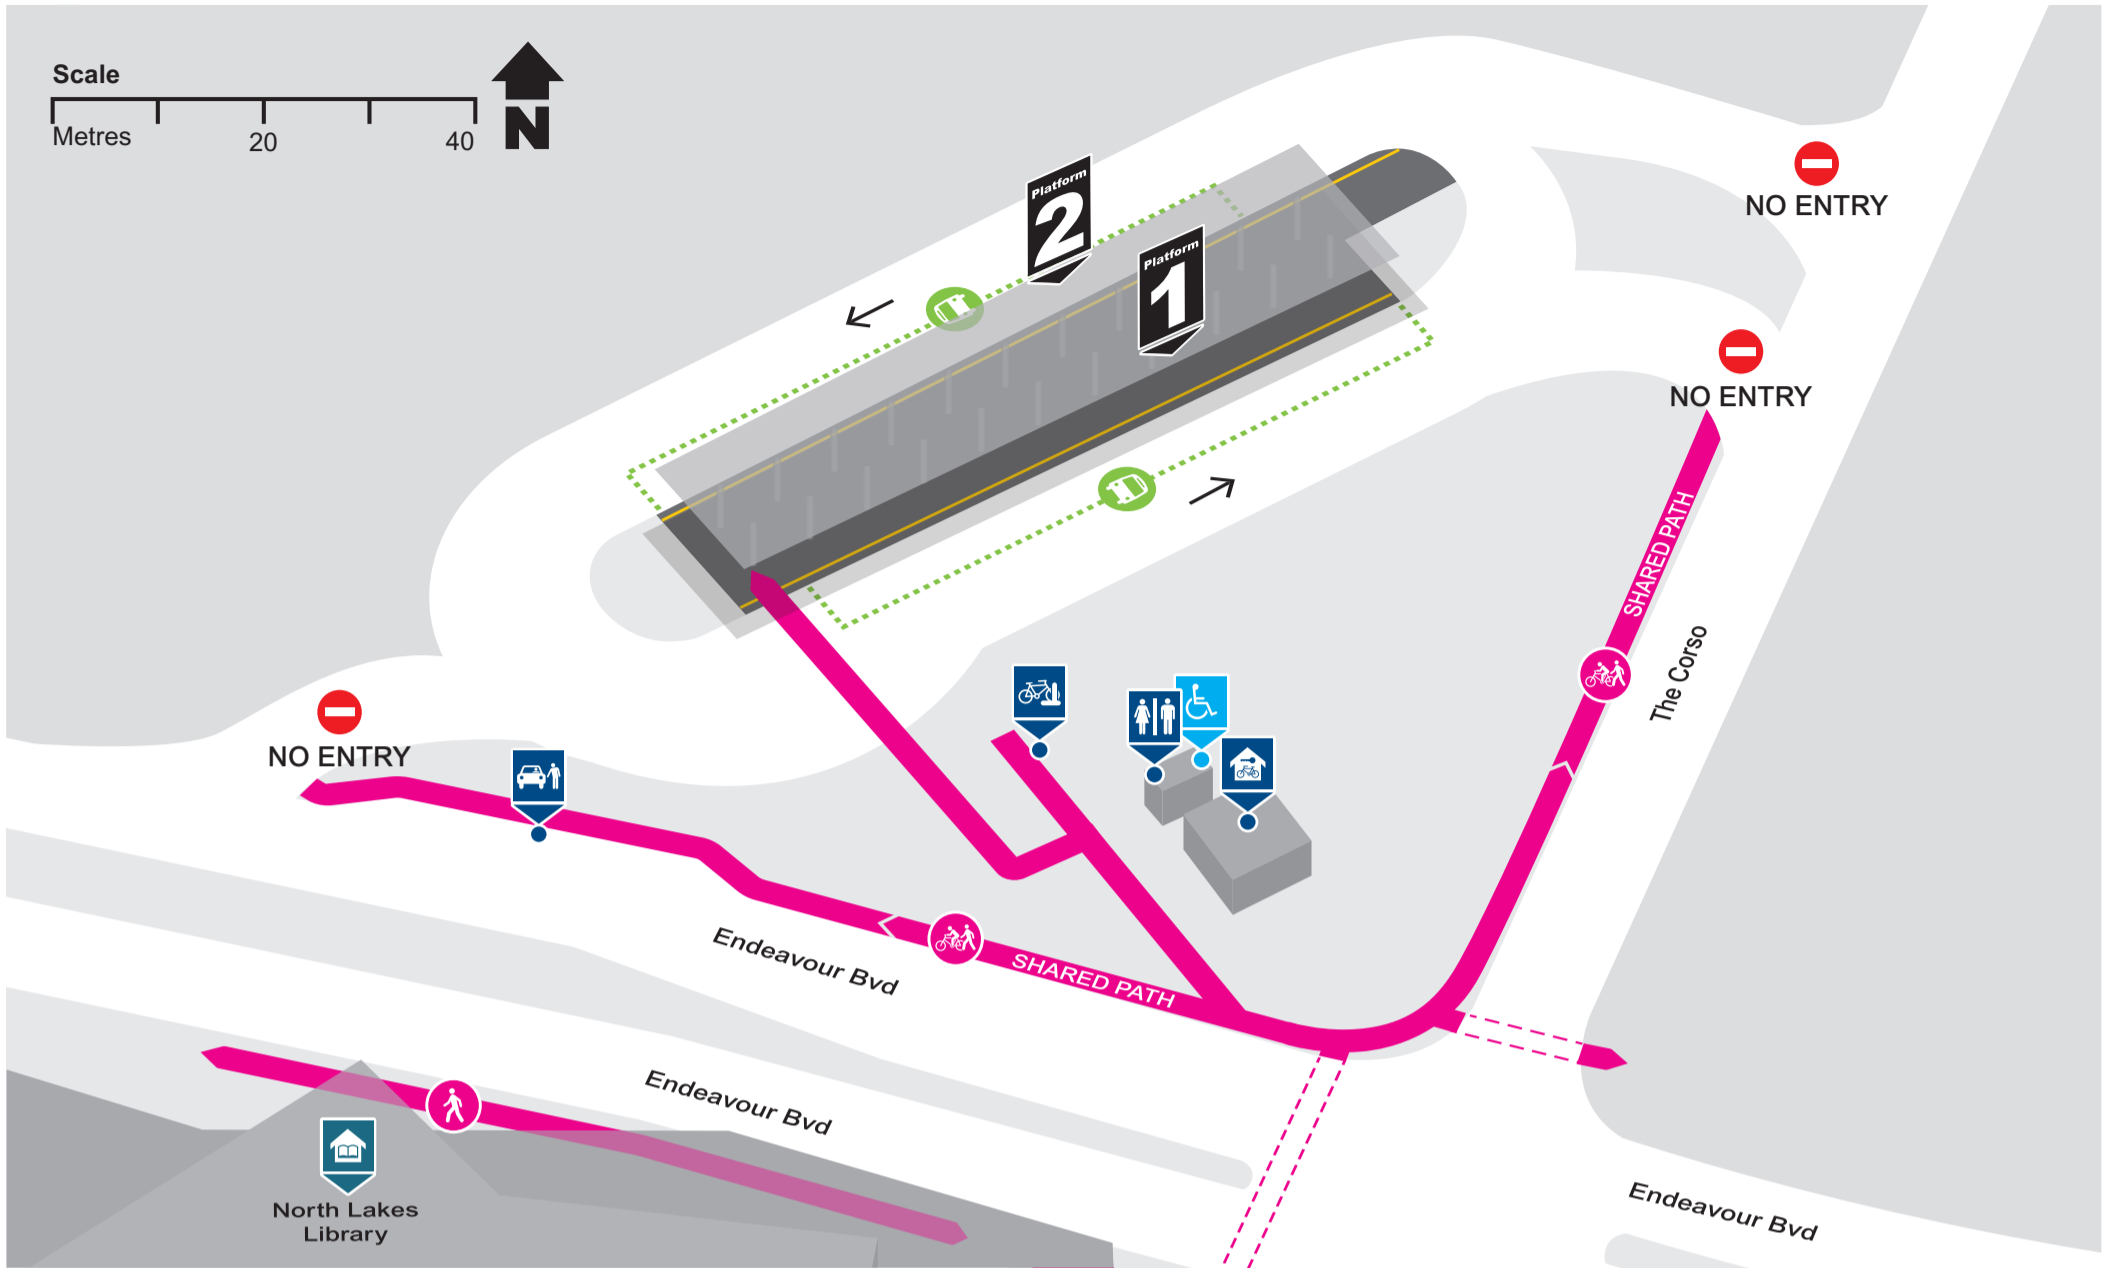 Scale
Metres
20
40
N
Platform
2
Platform
1
NO ENTRY
NO ENTRY
SHARED PATH
The Corso
NO ENTRY
Endeavour Bvd
SHARED PATH
Endeavour Bvd
North Lakes
Library
Endeavour Bvd